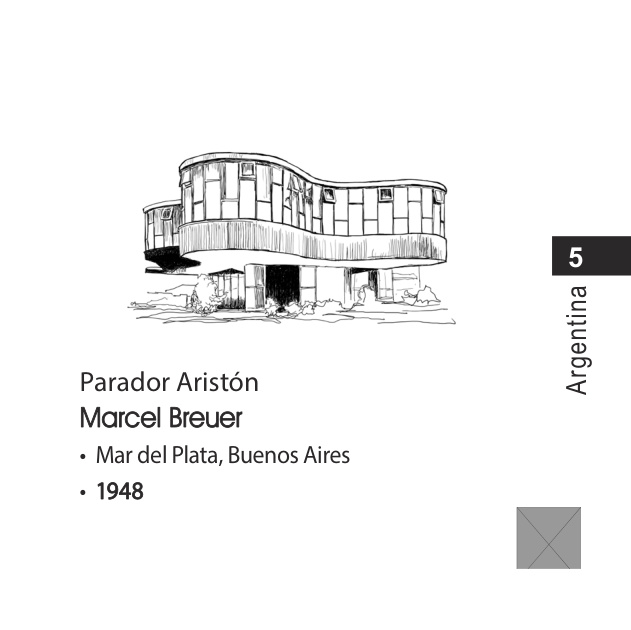 5
Argentina
Parador Aristón
Marcel Breuer
• Mar del Plata, Buenos Aires
• 1948